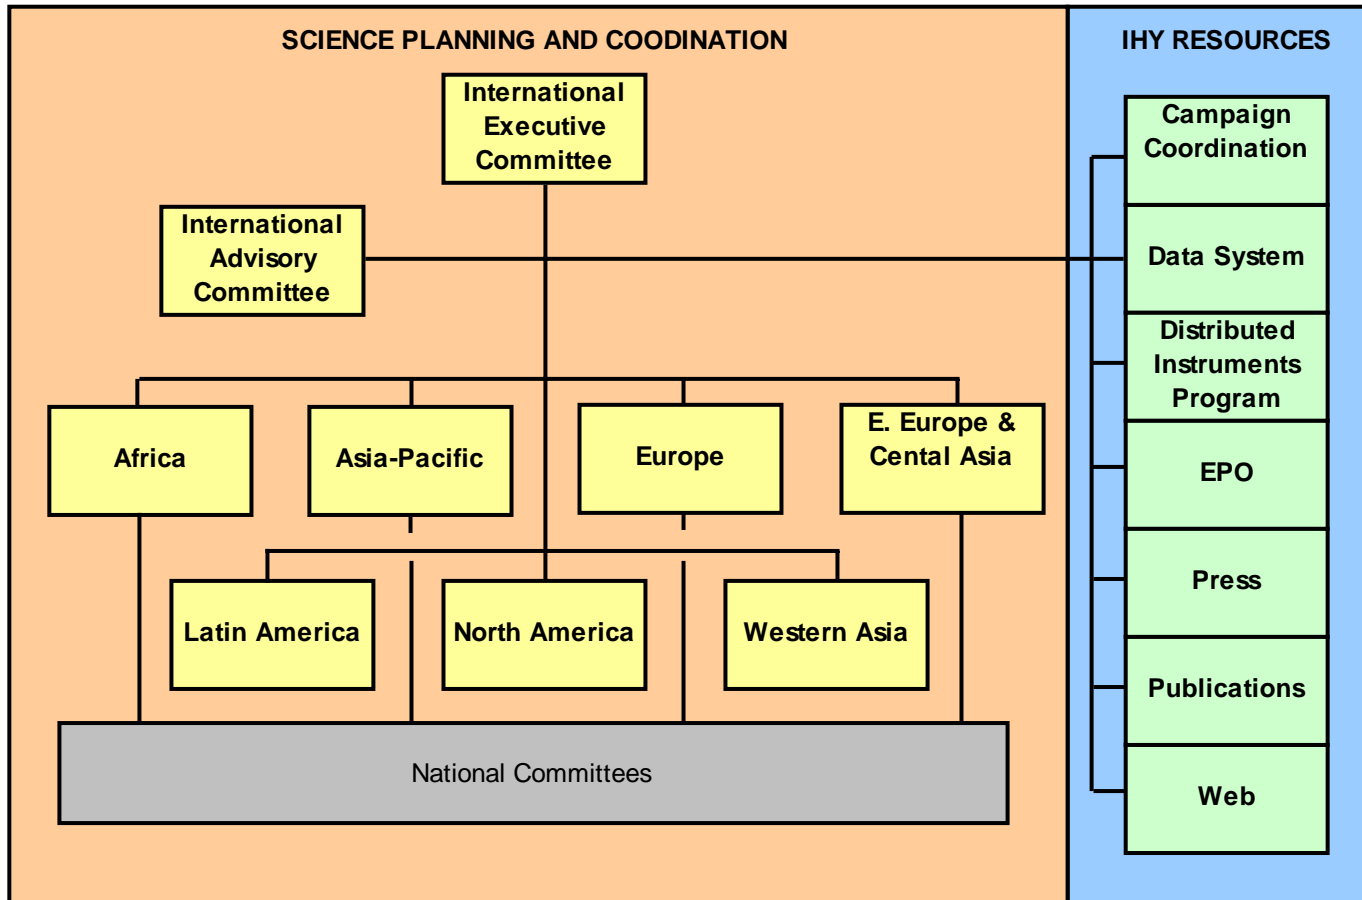 SCIENCE PLANNING AND COODINATION
IHY RESOURCES
International
Executive
Committee
International
Advisory
Committee
Africa
Asia-Pacific
Europe
E. Europe &
Cental Asia
Latin America
North America
Western Asia
National Committees
Campaign
Coordination
Data System
Distributed
Instruments
Program
EPO
Press
Publications
Web